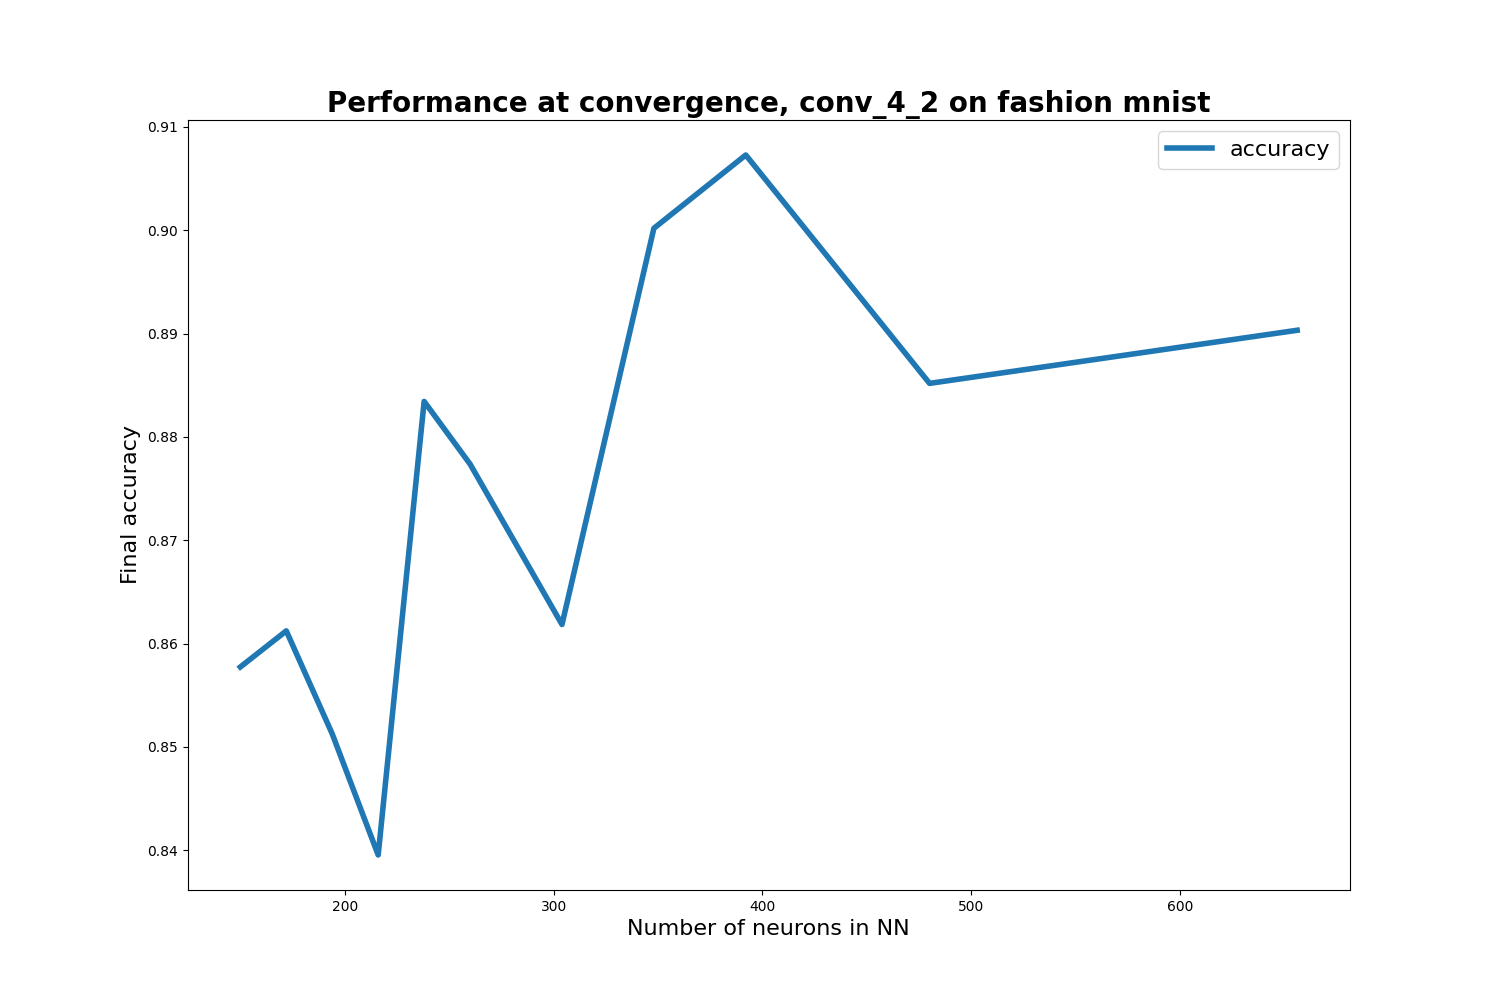 Performance at convergence, conv_4_2 on fashion mnist
accuracy
0.91
0.90
0.89
0.88
0.87
0.86
0.85
0.84
Final accuracy
200 300 400 500 600
Number of neurons in NN